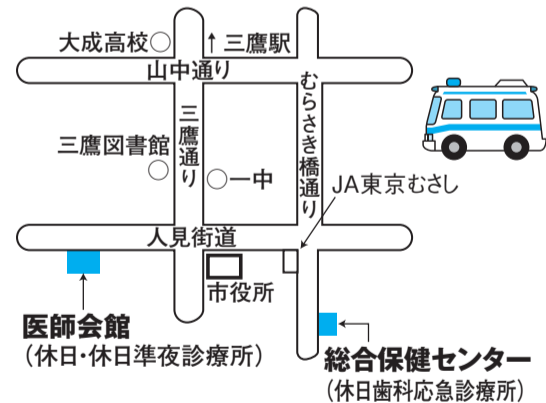 大成高校
↑三鷹駅
山中通り
三鷹通り
むらさき橋通り
三鷹図書館
一中
JA東京むさし
人見街道
市役所
医師会館
(休日・休日準夜診療所)
総合保健センター
(休日歯科応急診療所)